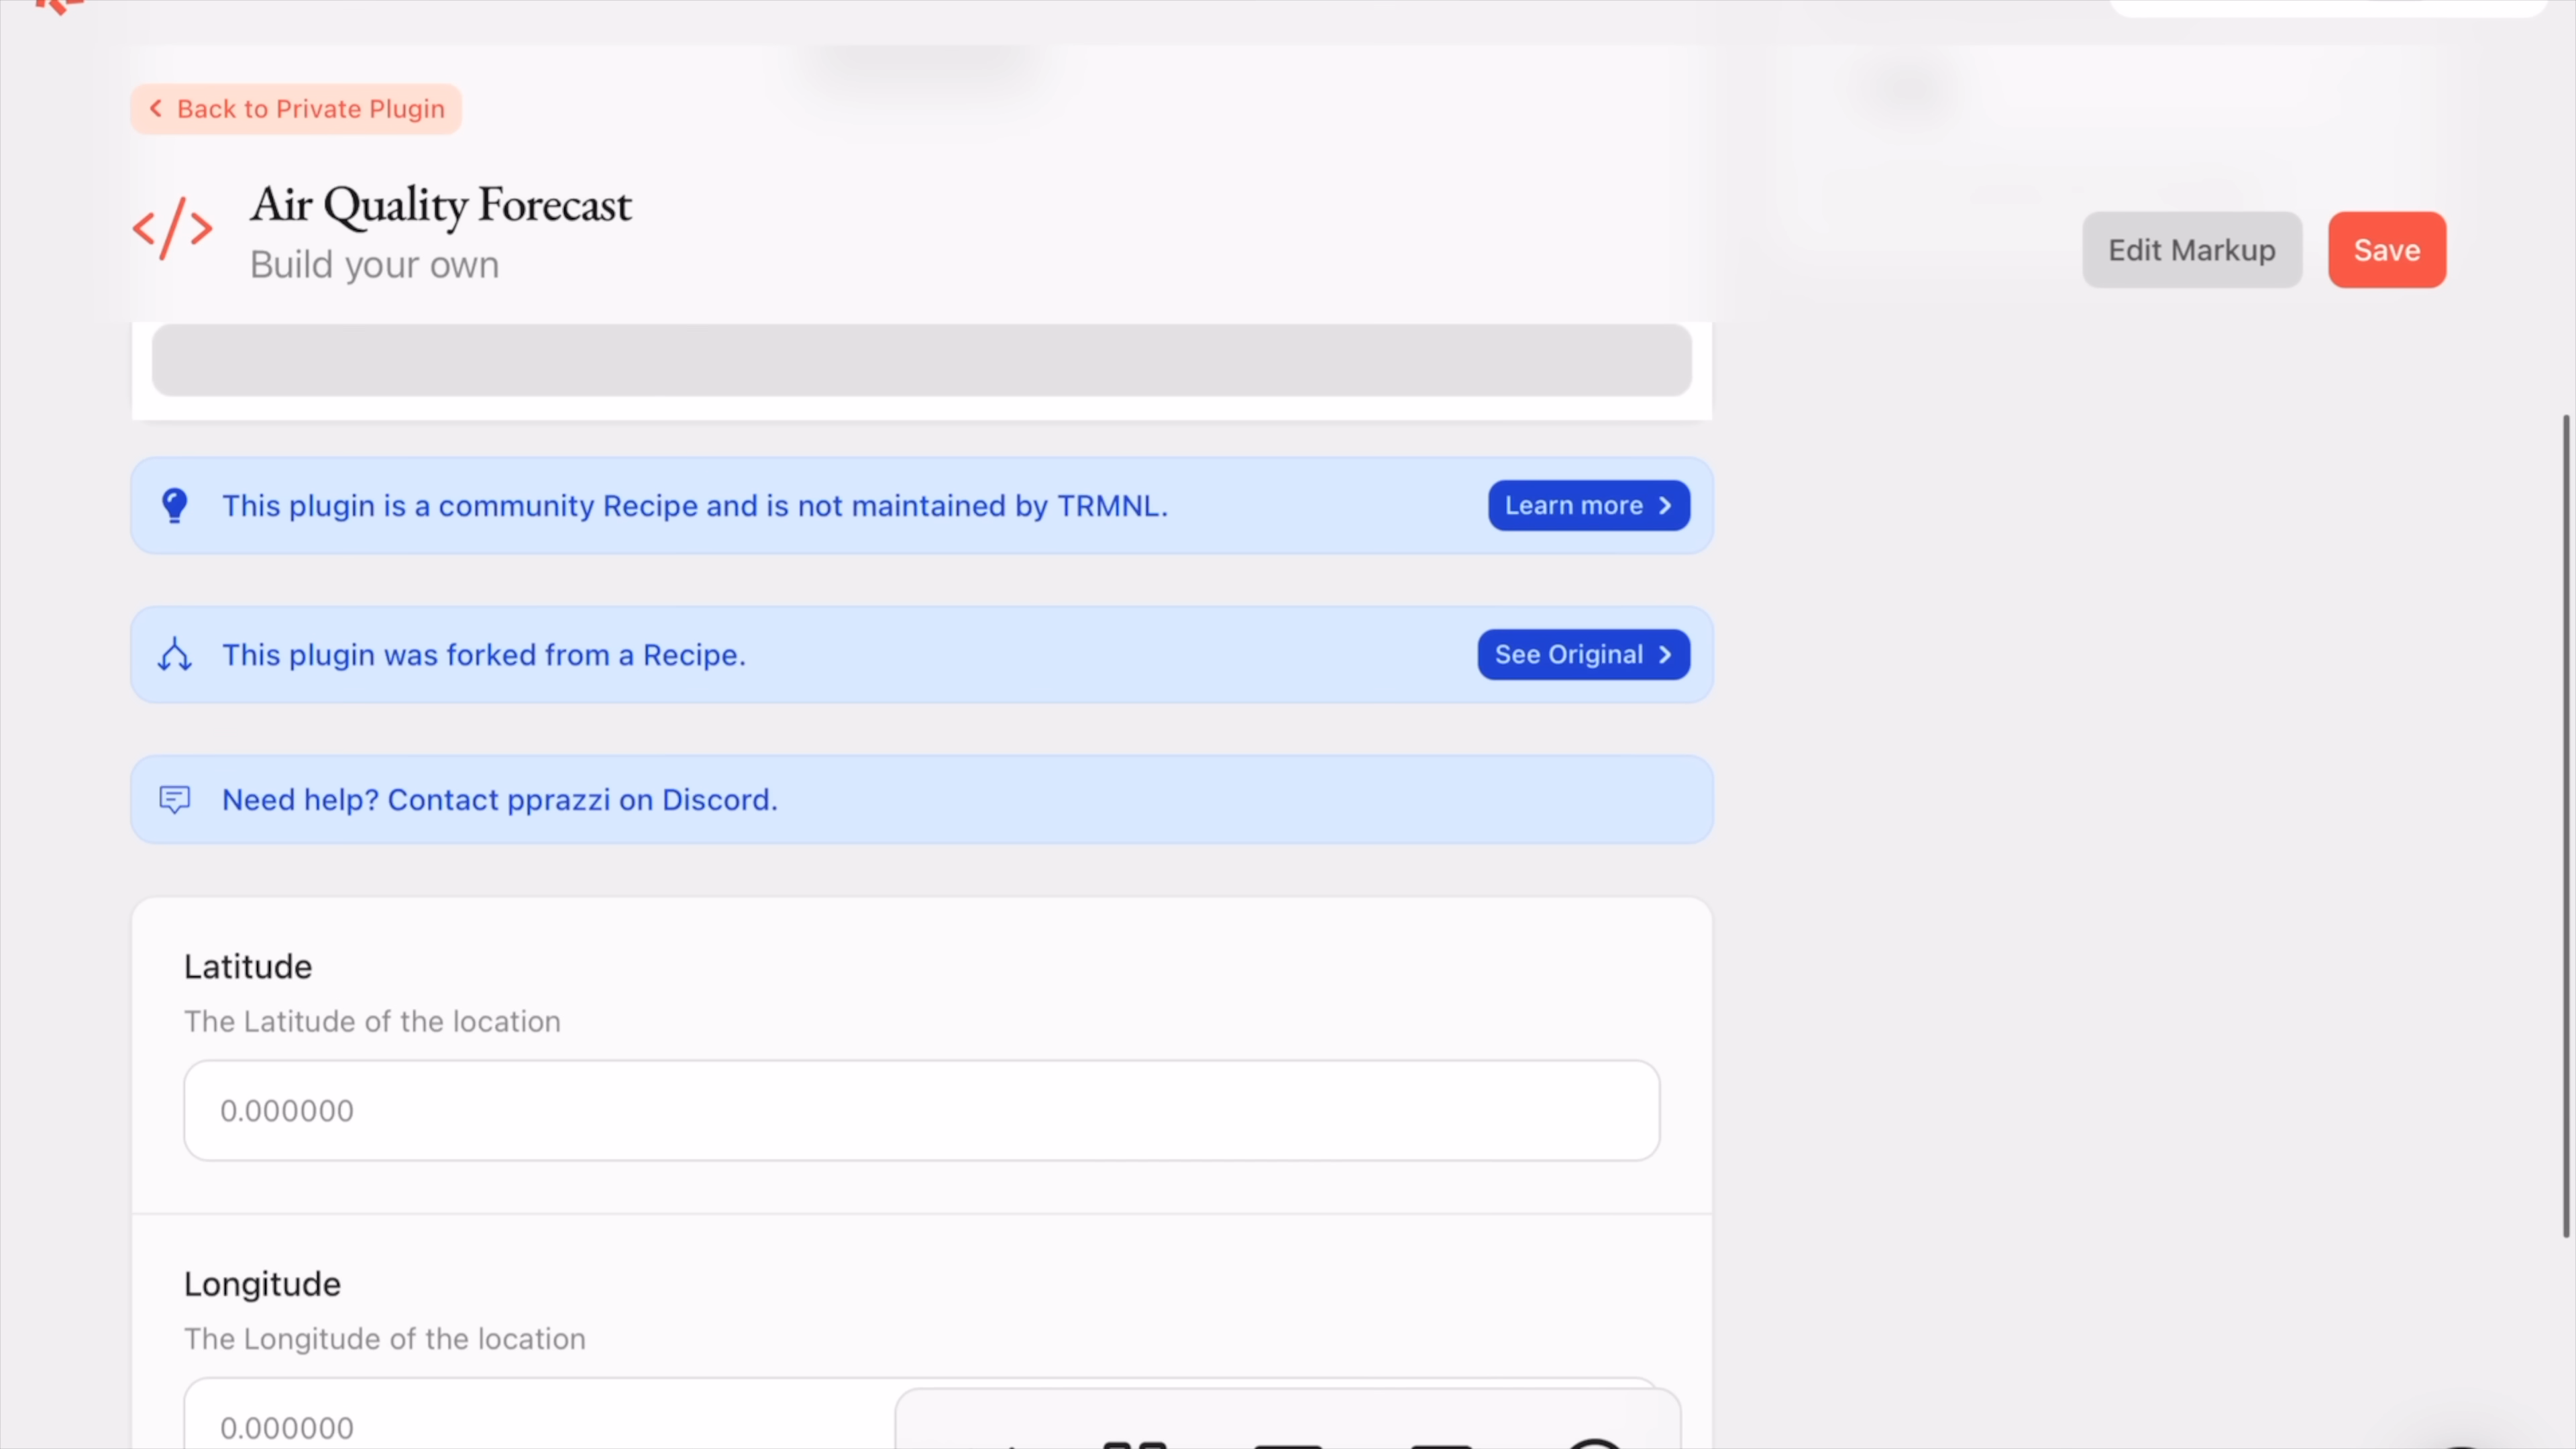 Back to Private Plugin
Air Quality Forecast
Build your own
Edit Markup
Save
This plugin is a community Recipe and is not maintained by TRMNL.
Learn more
This plugin was forked from a Recipe.
See Original
Need help? Contact pprazzi on Discord.
Latitude
The Latitude of the location
0.000000
Longitude
The Longitude of the location
0.000000